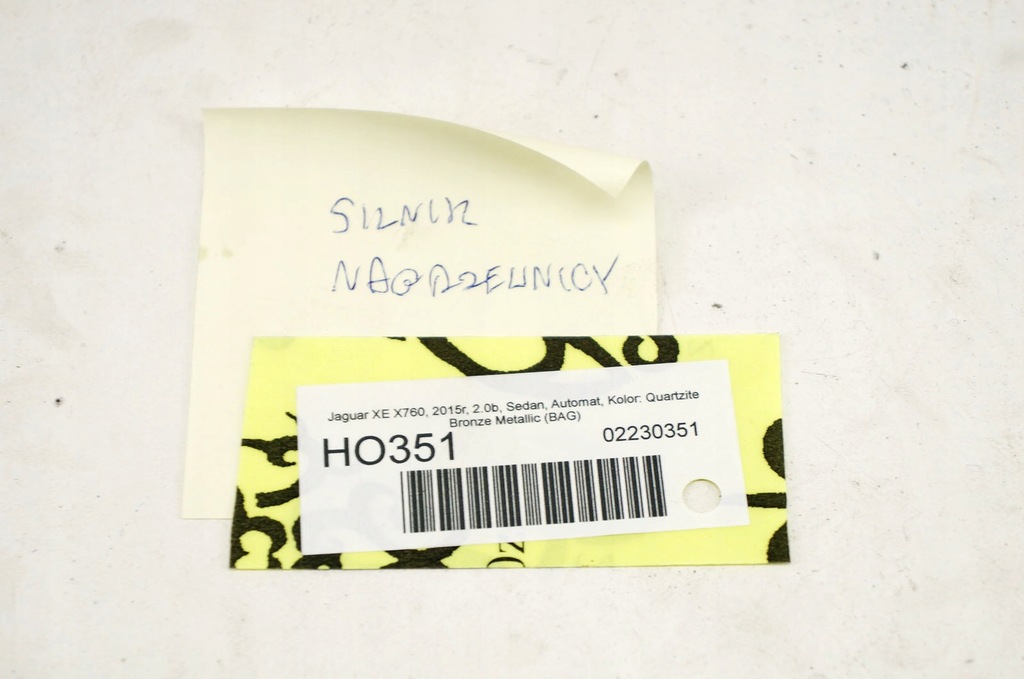 SILNIK
NAGRZEWNICY
Jaguar XE X760, 2015r, 2.0b, Sedan, Automat, Kolor: Quartzite
Bronze Metallic (BAG)
HO351
02230351